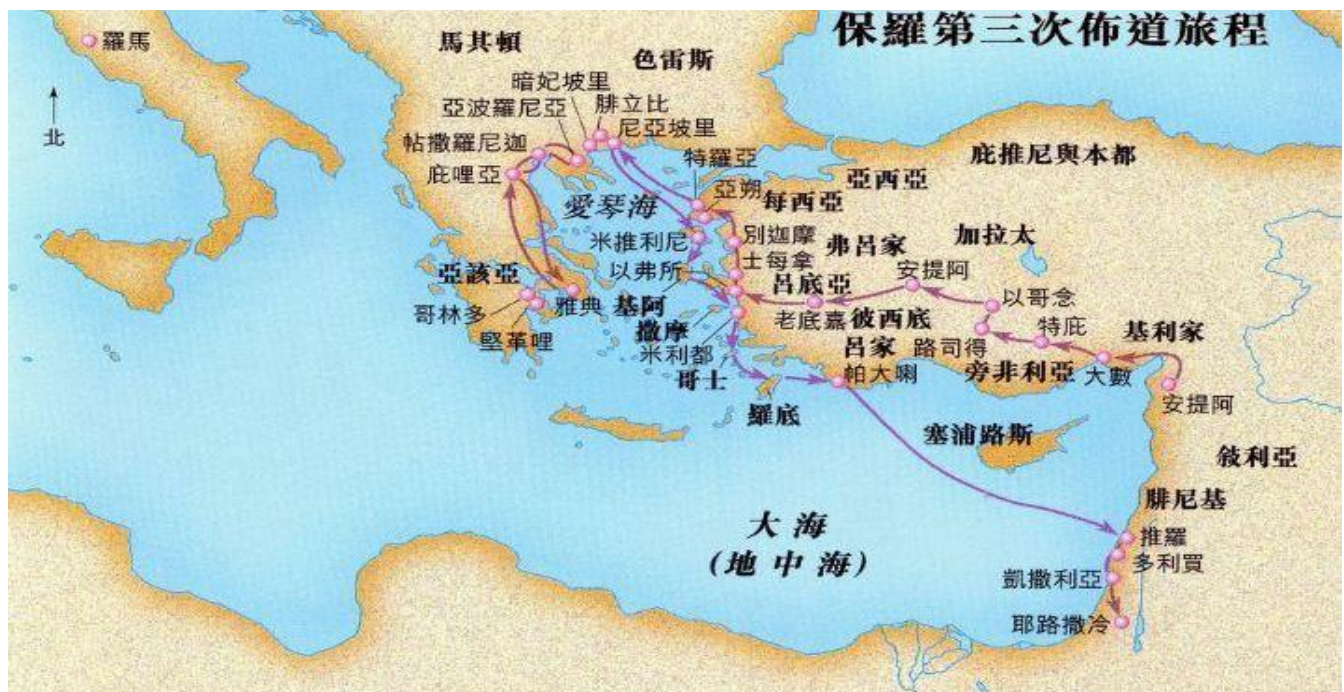 保羅第三次佈道旅程
羅馬
北
馬其頓
色雷斯
暗妃坡里
亞波羅尼亞
腓立比
尼亞坡里
帖撒羅尼迦
庇哩亞
特羅亞
亞朔
愛琴海
每西亞
亞西亞
庇推尼與本都
米推利尼
別迦摩
士每拿
弗呂家
加拉太
以弗所
亞該亞
基阿
呂底亞
安提阿
以哥念
哥林多
雅典
堅革哩
撒摩
米利都
老底嘉
彼西底
路司得
特庇
基利家
呂家
哥士
帕大喇
旁非利亞
大數
安提阿
羅底
塞浦路斯
敍利亞
腓尼基
大海
(地中海)
推羅
多利買
凱撒利亞
耶路撒冷